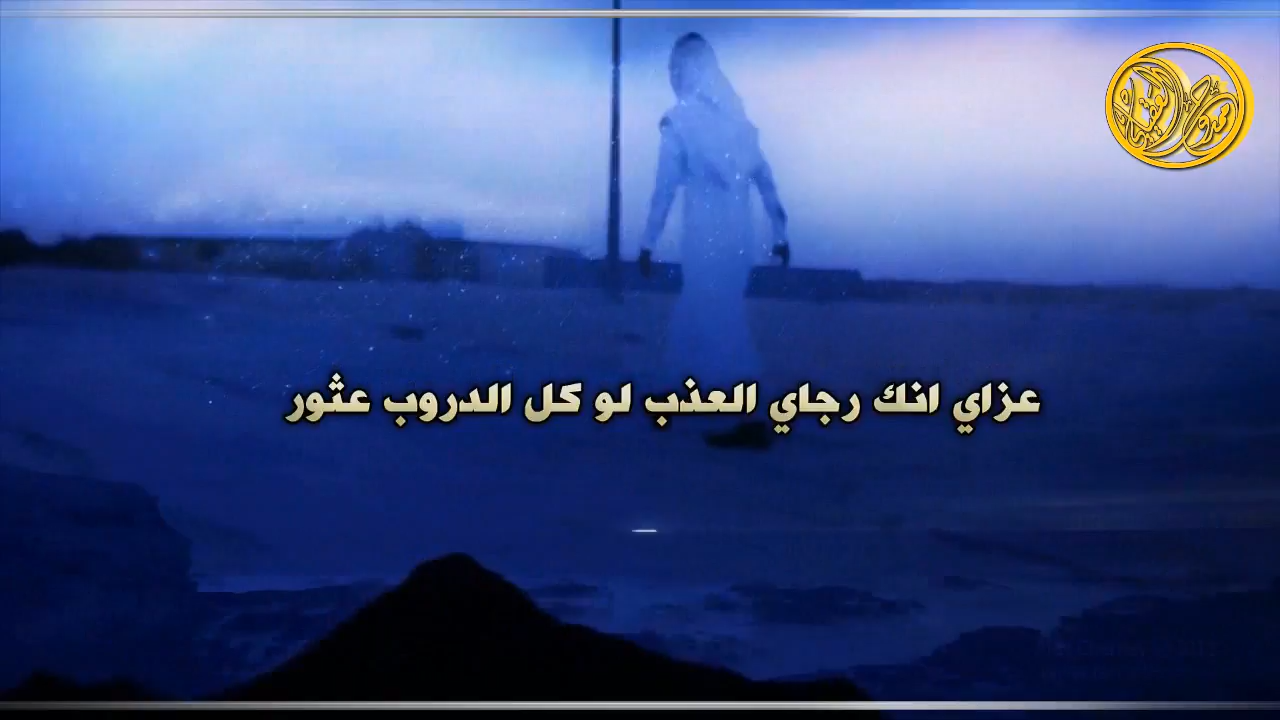 عزاي انك رجاي العذب لو كل الدروب عثور